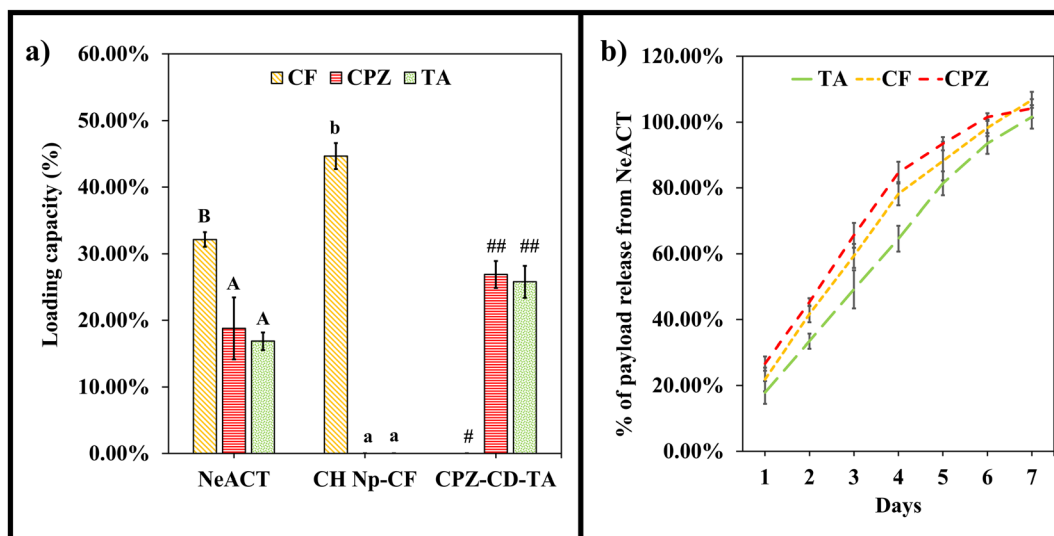 a)
60.00%
50.00%
40.00%
30.00%
20.00%
10.00%
0.00%
Loading capacity (%)
CF CPZ TA
B
A
A
b
a a
#
## ##
NeACT CH Np-CF CPZ-CD-TA
b)
120.00%
100.00%
80.00%
60.00%
40.00%
20.00%
0.00%
% of payload release from NeACT
TA CF CPZ
1 2 3 4 5 6 7
Days